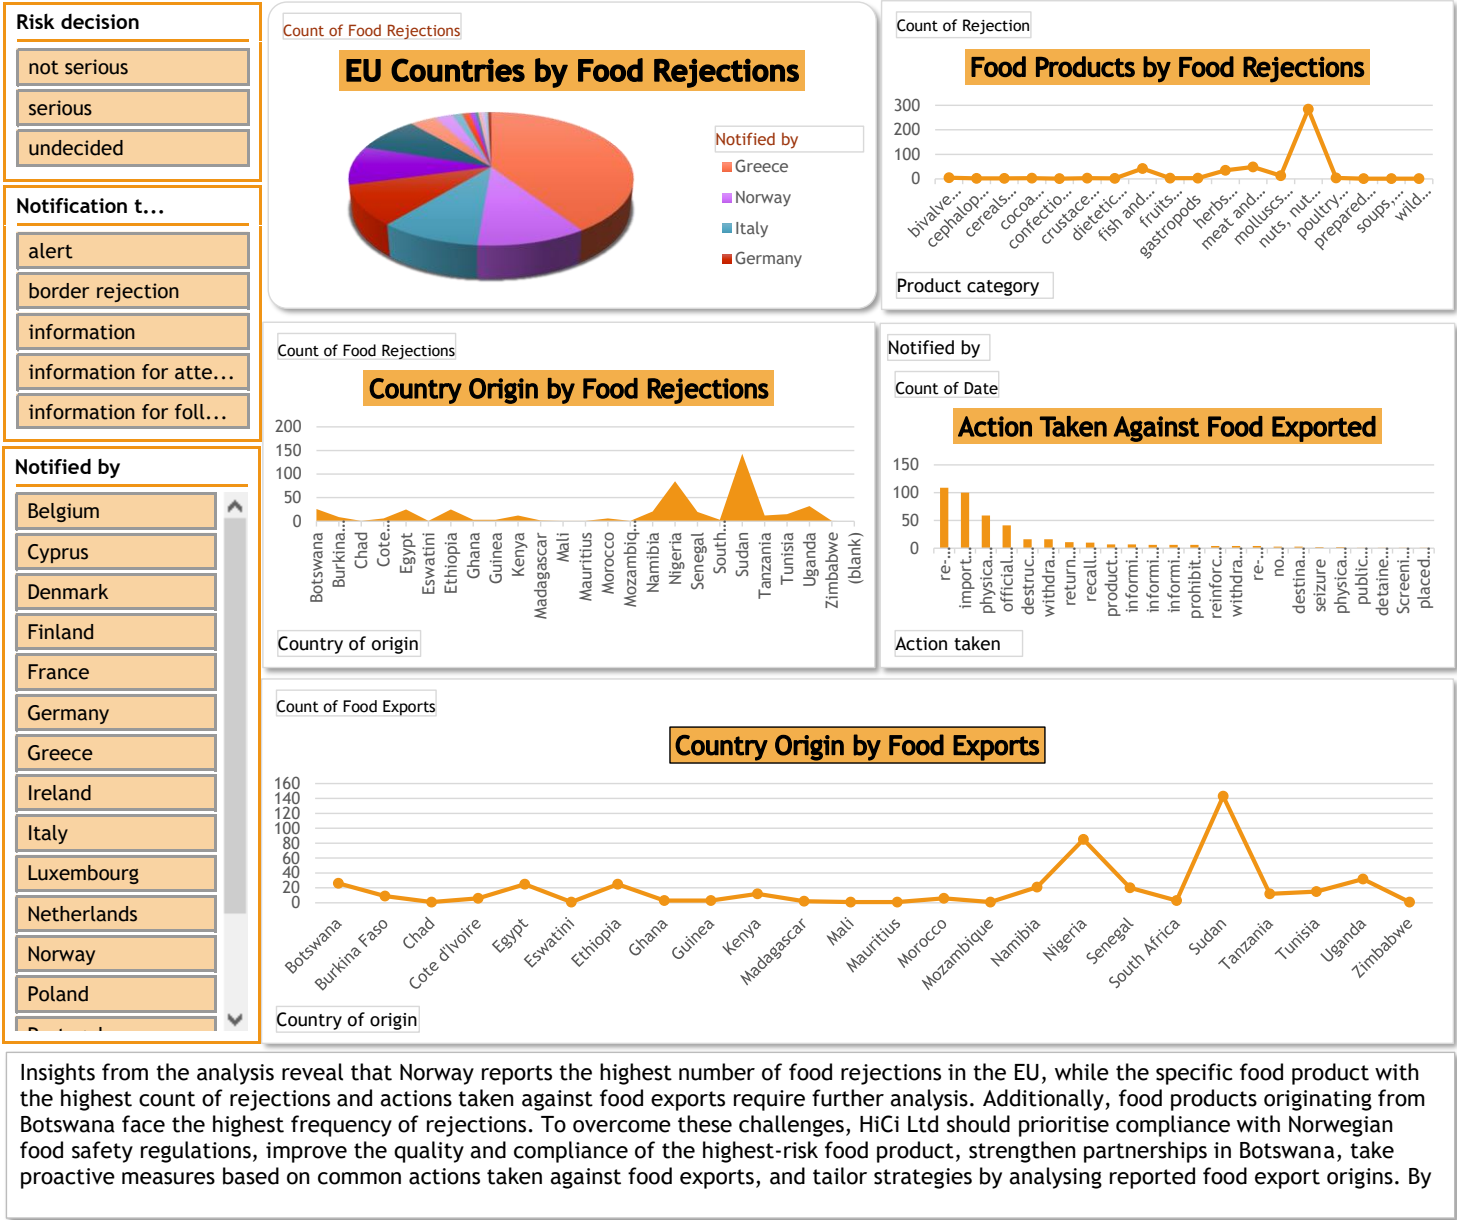 Risk decision
not serious
serious
undecided
Notification t...
alert
border rejection
information
information for atte...
information for foll...
Notified by
Belgium
Cyprus
Denmark
Finland
France
Germany
Greece
Ireland
Italy
Luxembourg
Netherlands
Norway
Poland
Count of Food Rejections
EU Countries by Food Rejections
Notified by
Greece
Norway
Italy
Germany
Count of Rejection
Food Products by Food Rejections
300
200
100
0
bivalve...
cephalop...
cereals...
cocoa...
confectio...
crustace...
dietetic...
fish and...
fruits...
gastropods
herbs...
meat and...
molluscs...
nuts, nut...
poultry...
prepared...
soups,...
wild...
Product category
Count of Food Rejections
Country Origin by Food Rejections
200
150
100
50
0
Botswana
Burkina...
Chad
Cote...
Egypt
Eswatini
Ethiopia
Ghana
Guinea
Kenya
Madagascar
Mali
Mauritius
Morocco
Mozambiq...
Namibia
Nigeria
Senegal
South...
Sudan
Tanzania
Tunisia
Uganda
Zimbabwe
(blank)
Country of origin
Notified by
Count of Date
Action Taken Against Food Exported
150
100
50
0
re-...
import...
physica...
official...
destruc...
withdra...
return...
recall...
product...
informi...
informi...
informi...
prohibit...
reinforc...
withdra...
re-...
no...
destina...
seizure
physica...
public...
detaine...
Screeni...
placed...
Action taken
Count of Food Exports
Country Origin by Food Exports
160
140
120
100
80
60
40
20
0
Botswana
Burkina Faso
Chad
Cote d'Ivoire
Egypt
Eswatini
Ethiopia
Ghana
Guinea
Kenya
Madagascar
Mali
Mauritius
Morocco
Mozambique
Namibia
Nigeria
Senegal
South Africa
Sudan
Tanzania
Tunisia
Uganda
Zimbabwe
Country of origin
Insights from the analysis reveal that Norway reports the highest number of food rejections in the EU, while the specific food product with
the highest count of rejections and actions taken against food exports require further analysis. Additionally, food products originating from
Botswana face the highest frequency of rejections. To overcome these challenges, HiCi Ltd should prioritise compliance with Norwegian
food safety regulations, improve the quality and compliance of the highest-risk food product, strengthen partnerships in Botswana, take
proactive measures based on common actions taken against food exports, and tailor strategies by analysing reported food export origins. By